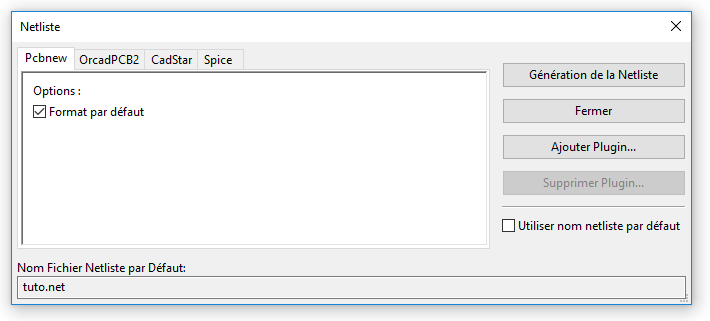 Netliste
Pcbnew OrcadPCB2 CadStar Spice
Options :
Format par défaut
Génération de la Netliste
Fermer
Ajouter Plugin...
Supprimer Plugin...
Utiliser nom netliste par défaut
Nom Fichier Netliste par Défaut:
tuto.net